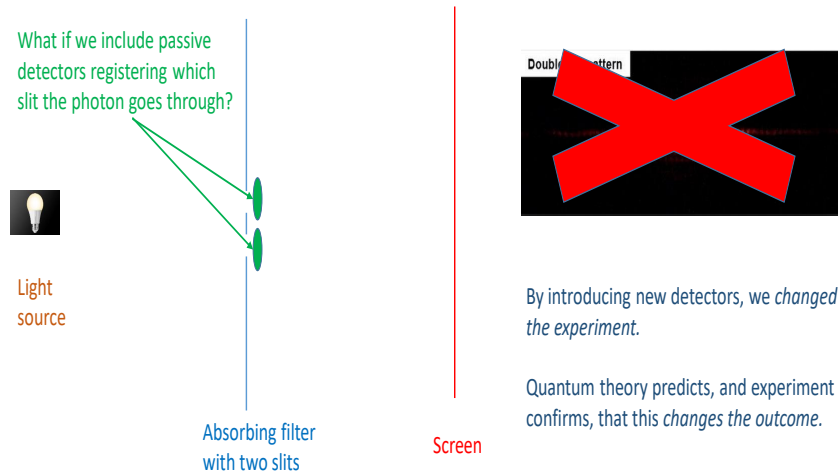 What if we include passive
detectors registering which
slit the photon goes through?
Light
source
Absorbing filter
with two slits
Screen
Double ttern
By introducing new detectors, we changed
the experiment.
Quantum theory predicts, and experiment
confirms, that this changes the outcome.